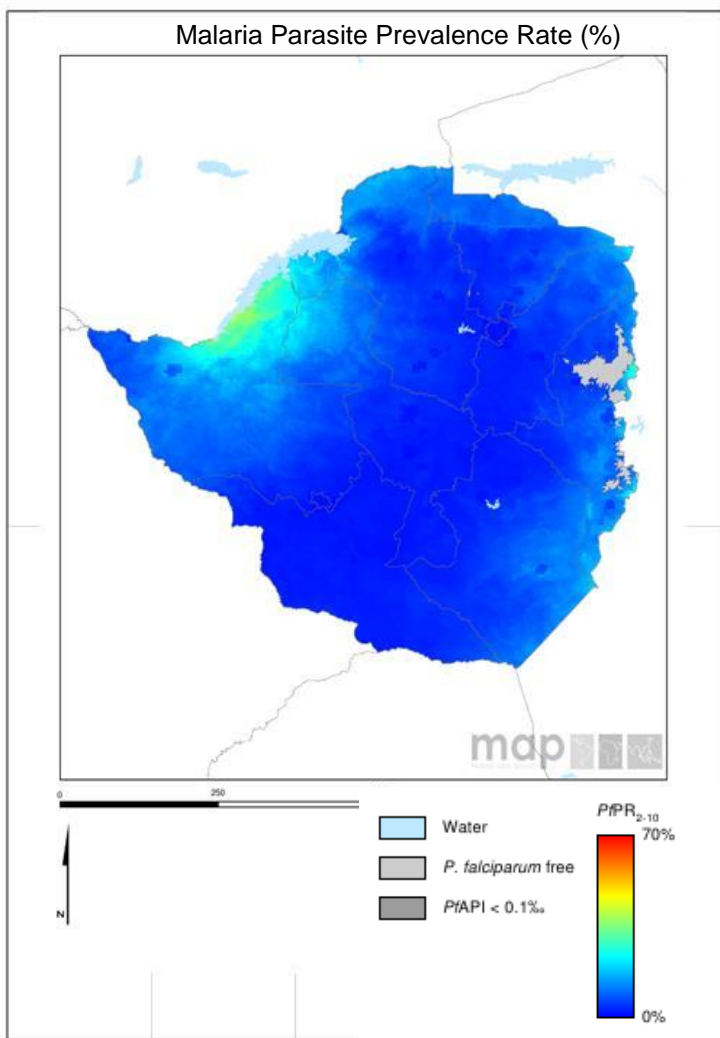 Malaria Parasite Prevalence Rate (%)
map
0 250
N
Water
P. falciparum free
PfAPI < 0.1‰
PfPR2-10
70%
0%